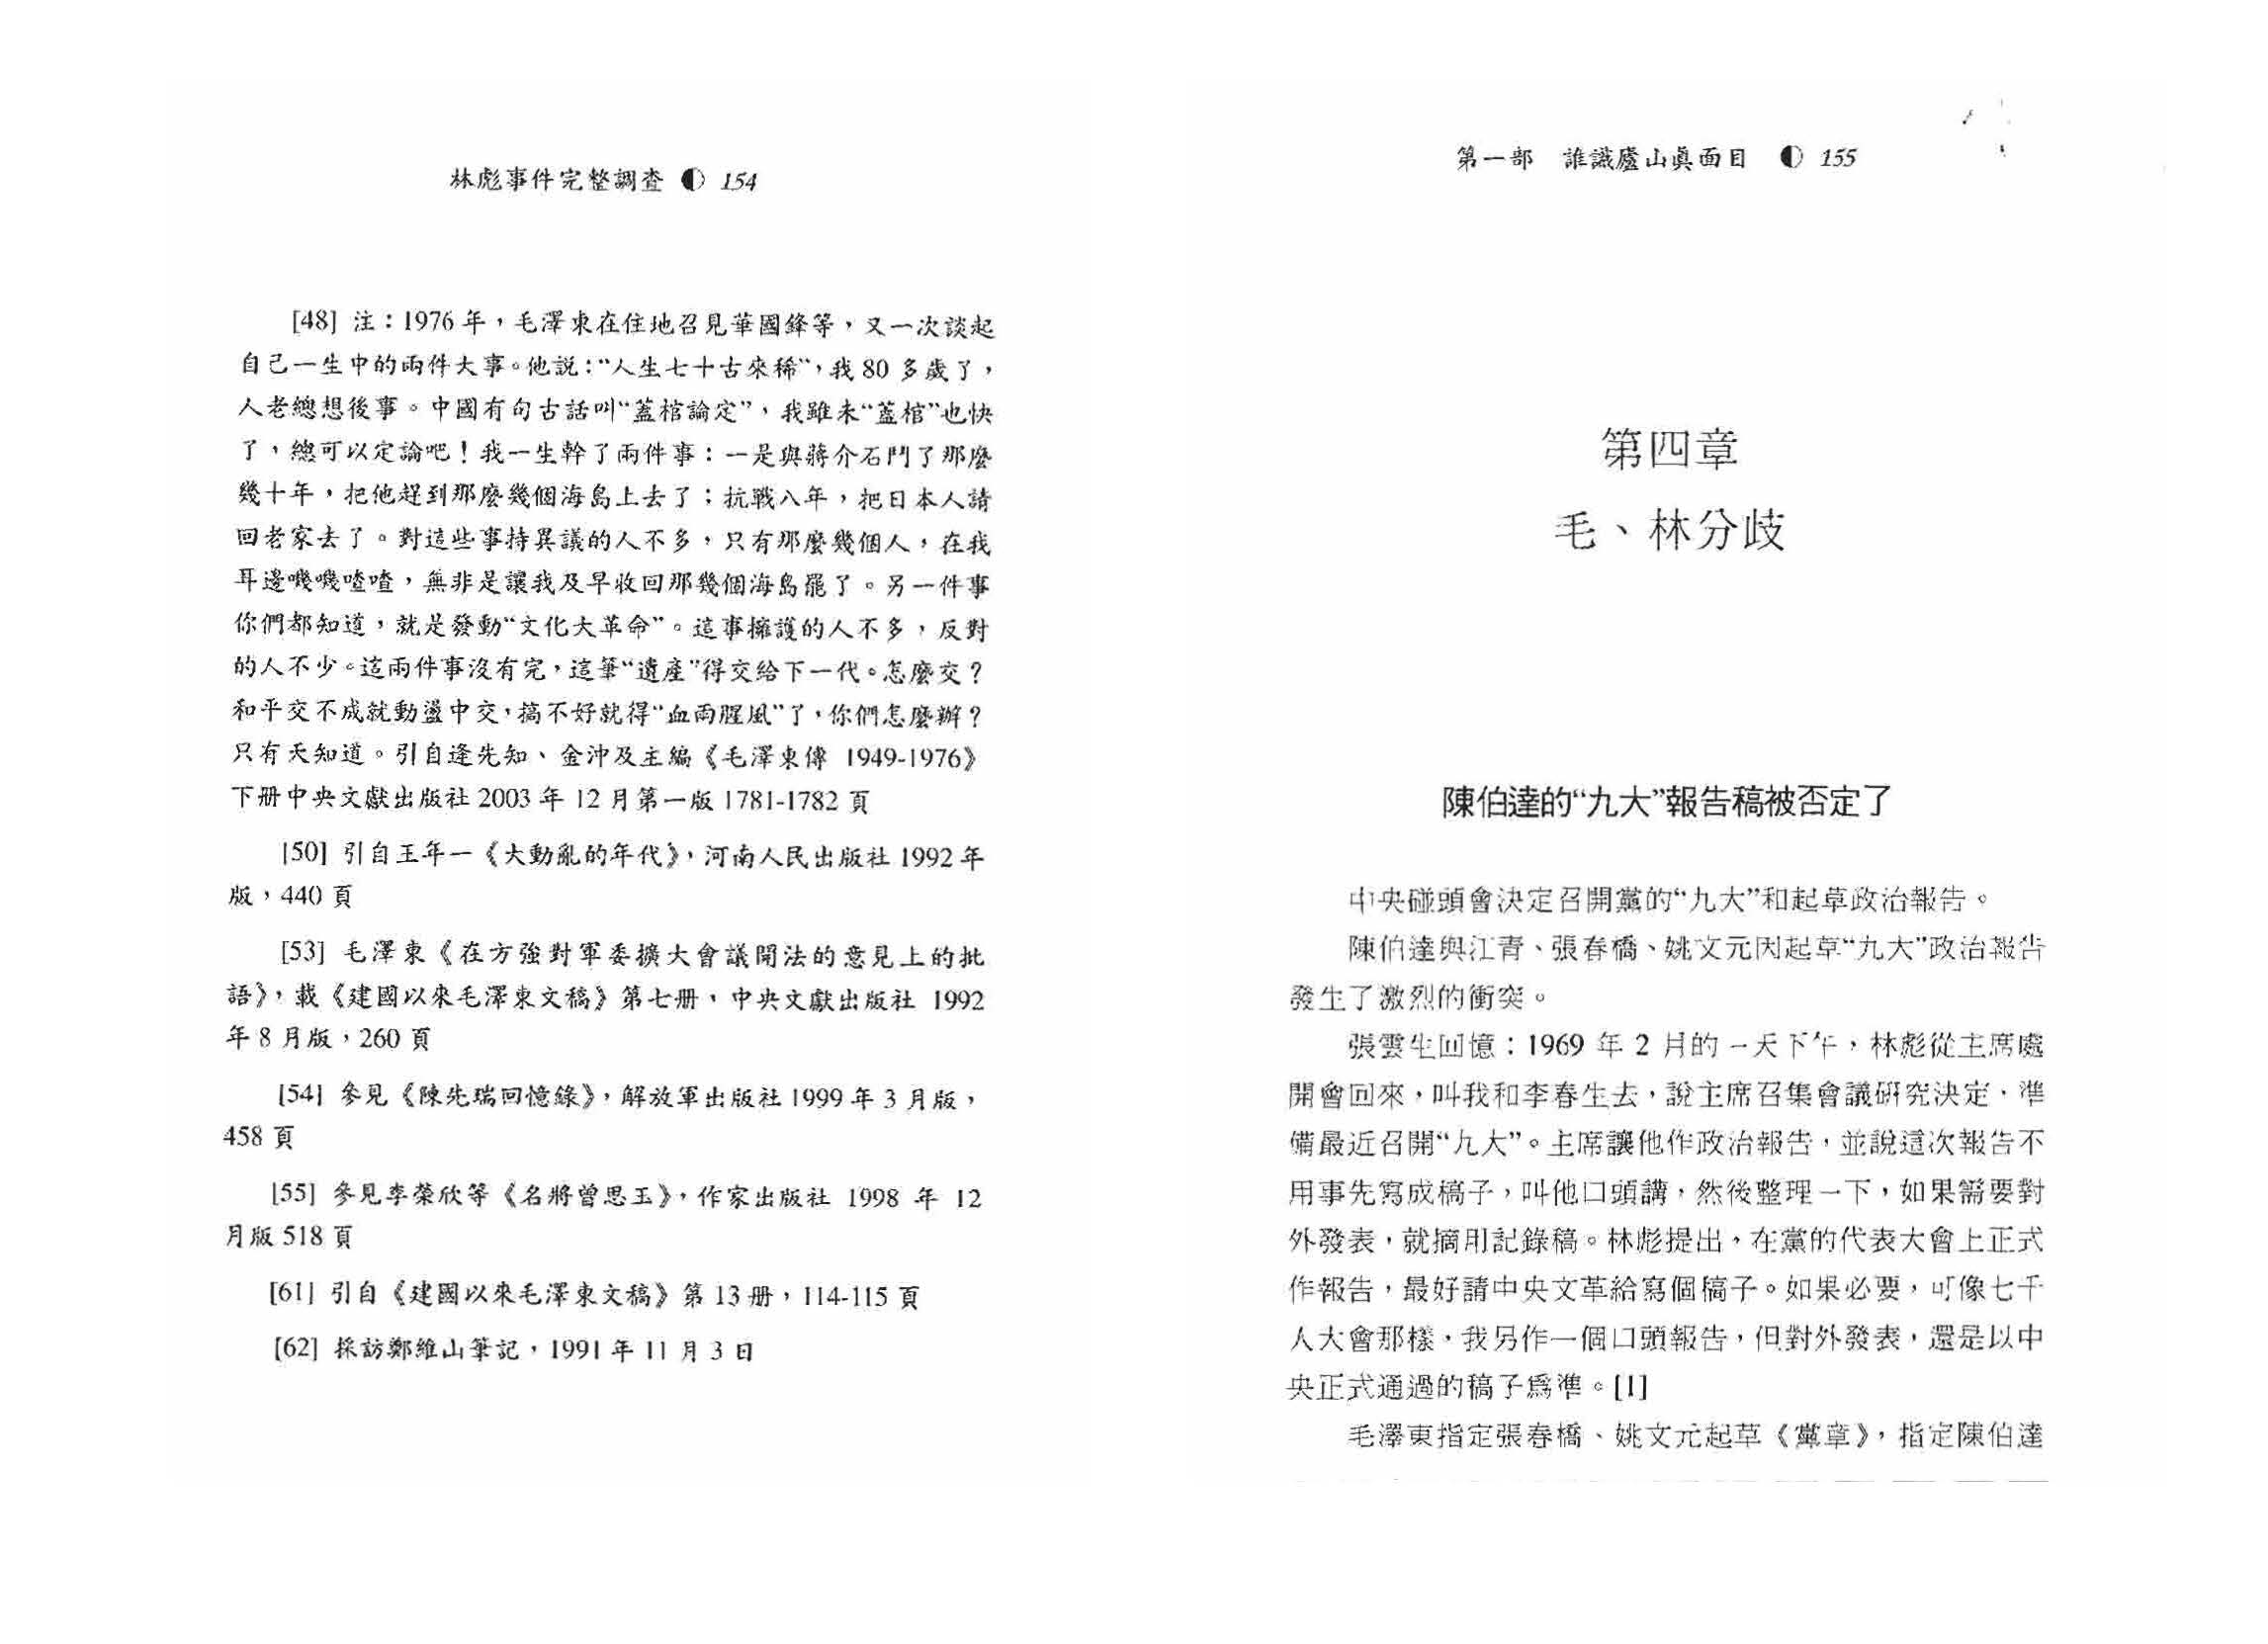 林彪事件完整調查 154
[48] 注：1976年，毛澤東在住地召見華國鋒等，又一次談起
自己一生中的兩件大事。他説：“人生七十古來稀”，我80多歲了，
人老總想後事。中國有句古話叫“蓋棺論定”，我雖未“蓋棺”也快
了，總可以定論吧！我一生幹了兩件事：一是與蔣介石鬥了那麼
幾十年，把他趕到那麼幾個海島上去了；抗戰八年，把日本人請
回老家去了。對這些事持異議的人不多，只有那麼幾個人，在我
耳邊嘰嘰喳喳，無非是讓我及早收回那幾個海島罷了。另一件事
你們都知道，就是發動“文化大革命”。這事擁護的人不多，反對
的人不少。這兩件事沒有完，這筆“遺產”得交給下一代。怎麼交？
和平交不成就動盪中交，搞不好就得“血雨腥風”了，你們怎麼辦？
只有天知道。引自逄先知、金沖及主編《毛澤東傳 1949-1976》
下册中央文獻出版社2003年12月第一版1781-1782頁
[50] 引自王年一《大動亂的年代》，河南人民出版社1992年
版，440頁
[53] 毛澤東《在方強對軍委擴大會議開法的意見上的批
語》，載《建國以來毛澤東文稿》第七册，中央文獻出版社 1992
年8月版，260頁
[54] 參見《陳先瑞回憶錄》，解放軍出版社1999年3月版，
458頁
[55] 參見李榮欣等《名將曾思玉》，作家出版社 1998 年 12
月版518頁
[61] 引自《建國以來毛澤東文稿》第13册，114-115頁
[62] 採訪鄭維山筆記，1991年11月3日
第一部 誰識廬山眞面目 155
第四章
毛、林分歧
陳伯達的“九大”報告稿被否定了
中央碰頭會決定召開黨的“九大”和起草政治報告。
陳伯達與江青、張春橋、姚文元因起草“九大”政治報告
發生了激烈的衝突。
張雲生回憶：1969 年 2 月的一天下午，林彪從主席處
開會回來，叫我和李春生去，說主席召集會議研究決定，準
備最近召開“九大”。主席讓他作政治報告，並說這次報告不
用事先寫成稿子，叫他口頭講，然後整理一下，如果需要對
外發表，就摘用記錄稿。林彪提出，在黨的代表大會上正式
作報告，最好請中央文革給寫個稿子。如果必要，可像七千
人大會那樣，我另作一個口頭報告，但對外發表，還是以中
央正式通過的稿子爲準。[1]
毛澤東指定張春橋、姚文元起草《黨章》，指定陳伯達